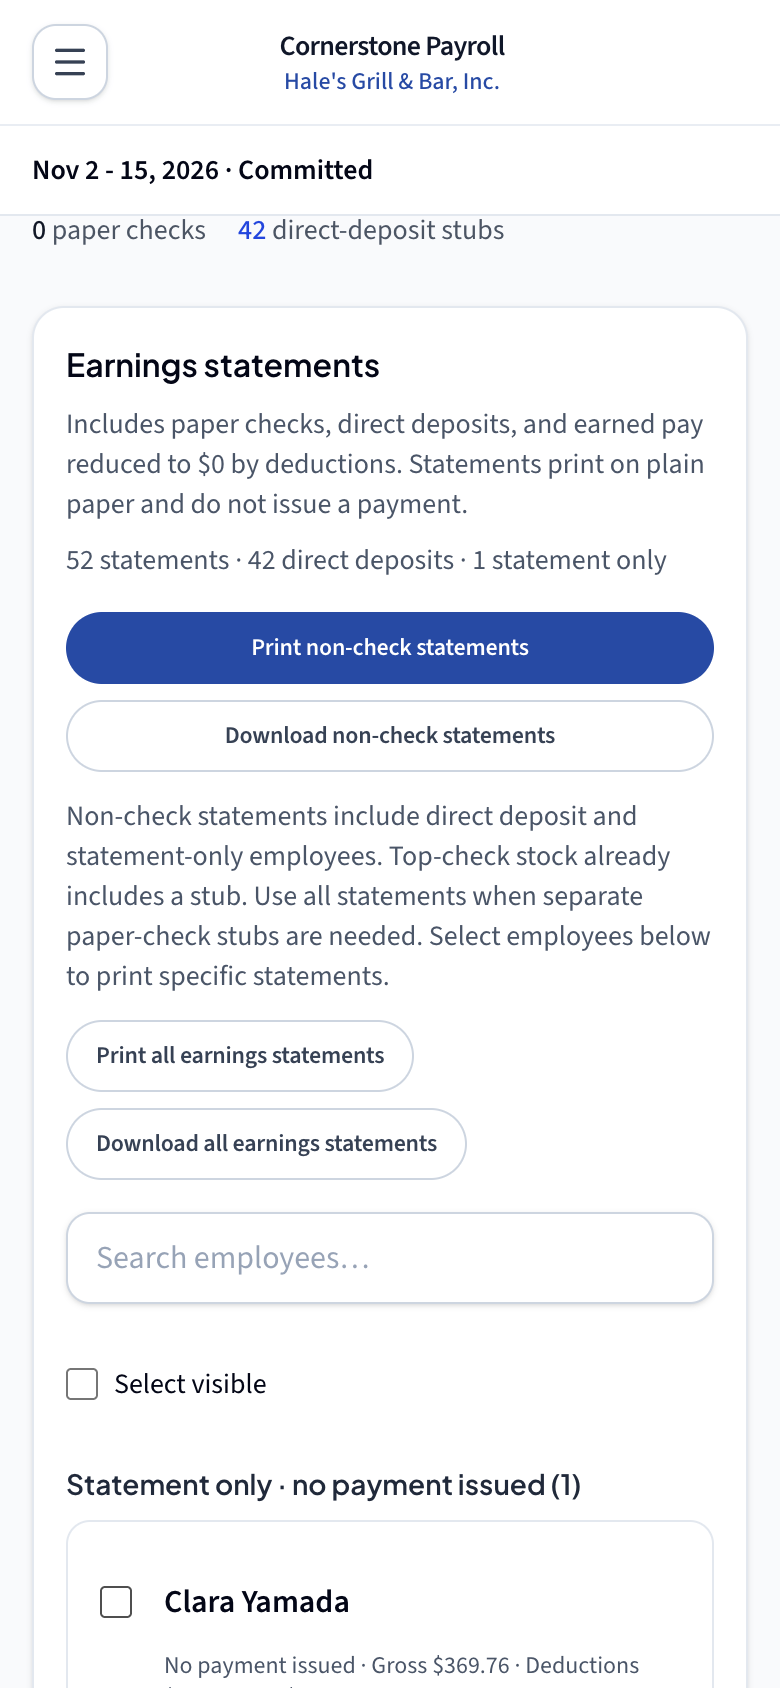 Cornerstone Payroll
Hale's Grill & Bar, Inc.
Nov 2 - 15, 2026 · Committed
0 paper checks 42 direct-deposit stubs
Earnings statements
Includes paper checks, direct deposits, and earned pay
reduced to $0 by deductions. Statements print on plain
paper and do not issue a payment.
52 statements · 42 direct deposits · 1 statement only
Print non-check statements
Download non-check statements
Non-check statements include direct deposit and
statement-only employees. Top-check stock already
includes a stub. Use all statements when separate
paper-check stubs are needed. Select employees below
to print specific statements.
Print all earnings statements
Download all earnings statements
Search employees…
Select visible
Statement only · no payment issued (1)
Clara Yamada
No payment issued · Gross $369.76 · Deductions